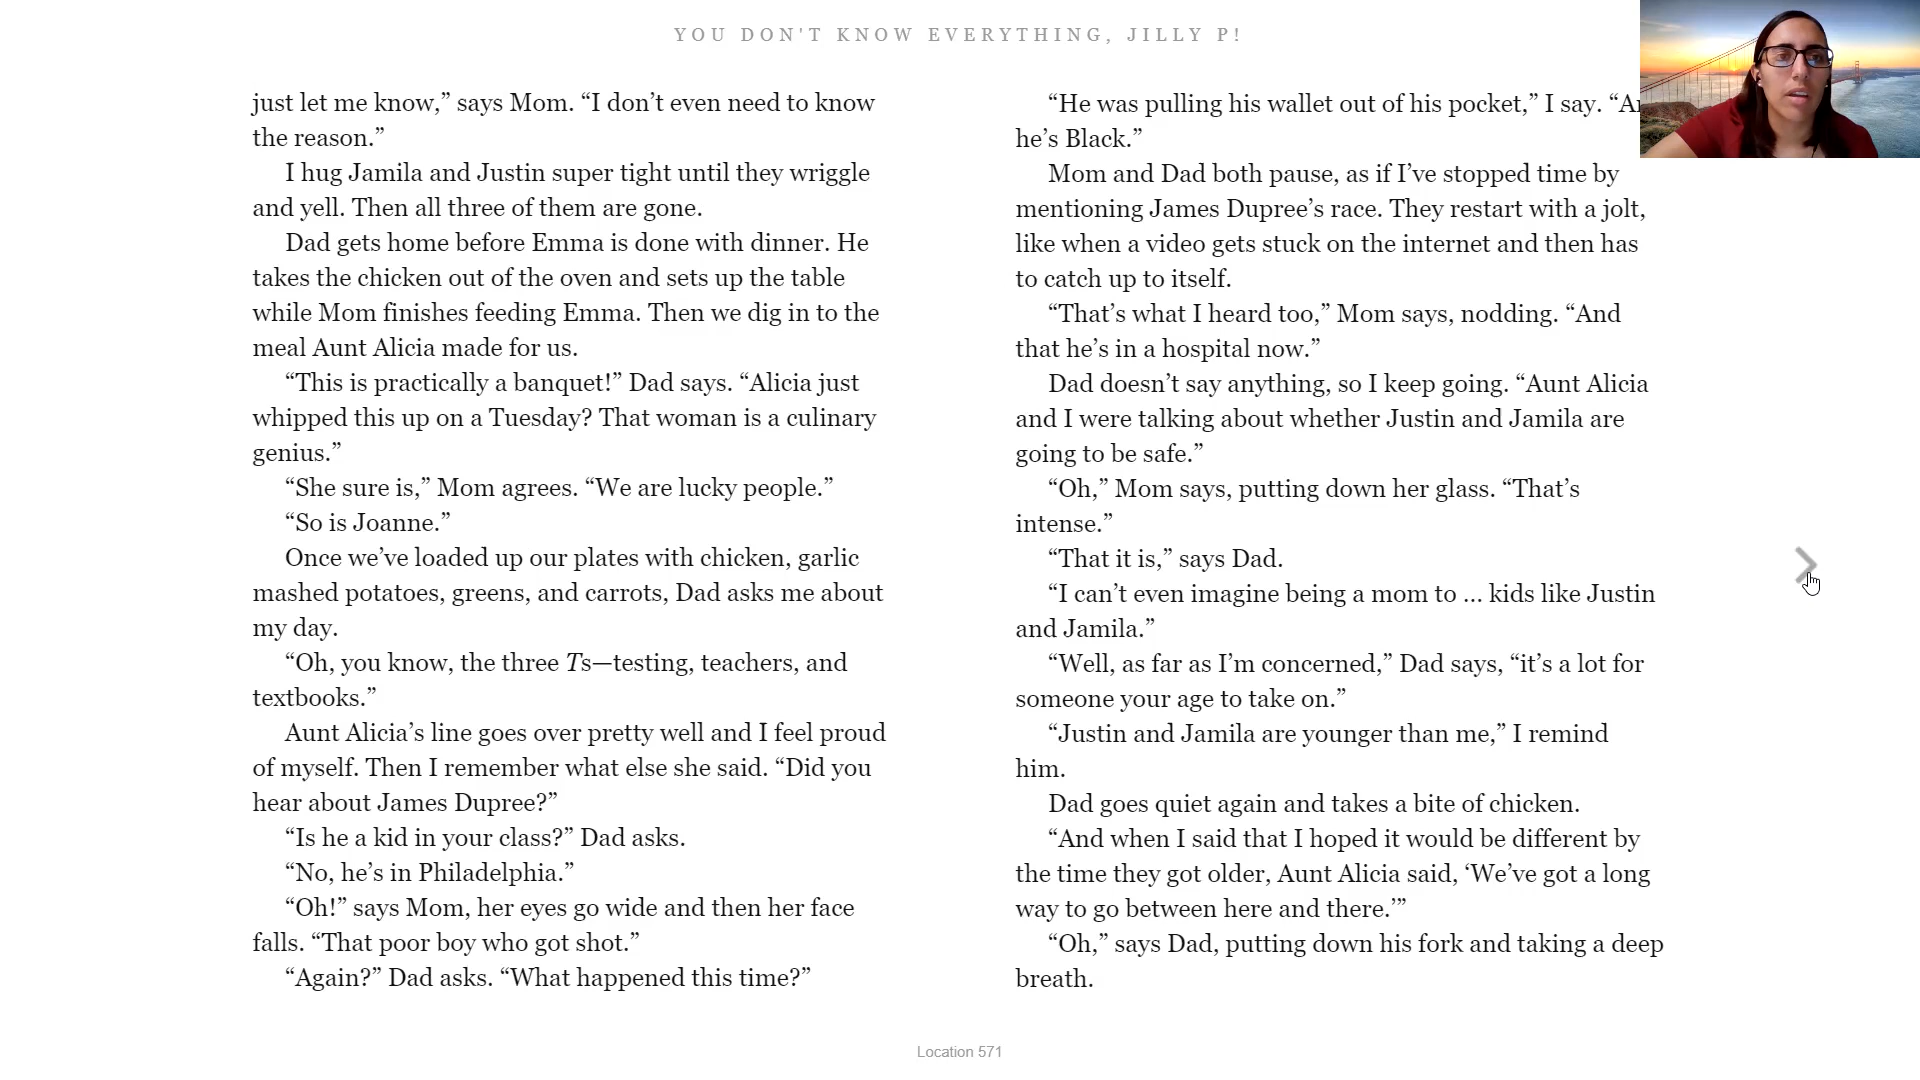 YOU DON'T KNOW EVERYTHING, JILLY P!
just let me know,” says Mom. “I don’t even need to know
the reason.”
I hug Jamila and Justin super tight until they wriggle
and yell. Then all three of them are gone.
Dad gets home before Emma is done with dinner. He
takes the chicken out of the oven and sets up the table
while Mom finishes feeding Emma. Then we dig in to the
meal Aunt Alicia made for us.
“This is practically a banquet!” Dad says. “Alicia just
whipped this up on a Tuesday? That woman is a culinary
genius.”
“She sure is,” Mom agrees. “We are lucky people.”
“So is Joanne.”
Once we’ve loaded up our plates with chicken, garlic
mashed potatoes, greens, and carrots, Dad asks me about
my day.
“Oh, you know, the three Ts—testing, teachers, and
textbooks.”
Aunt Alicia’s line goes over pretty well and I feel proud
of myself. Then I remember what else she said. “Did you
hear about James Dupree?”
“Is he a kid in your class?” Dad asks.
“No, he’s in Philadelphia.”
“Oh!” says Mom, her eyes go wide and then her face
falls. “That poor boy who got shot.”
“Again?” Dad asks. “What happened this time?”
“He was pulling his wallet out of his pocket,” I say.
he’s Black.”
Mom and Dad both pause, as if I’ve stopped time by
mentioning James Dupree’s race. They restart with a jolt,
like when a video gets stuck on the internet and then has
to catch up to itself.
“That’s what I heard too,” Mom says, nodding. “And
that he’s in a hospital now.”
Dad doesn’t say anything, so I keep going. “Aunt Alicia
and I were talking about whether Justin and Jamila are
going to be safe.”
“Oh,” Mom says, putting down her glass. “That’s
intense.”
“That it is,” says Dad.
“I can’t even imagine being a mom to ... kids like Justin
and Jamila.”
“Well, as far as I’m concerned,” Dad says, “it’s a lot for
someone your age to take on.”
“Justin and Jamila are younger than me,” I remind
him.
Dad goes quiet again and takes a bite of chicken.
“And when I said that I hoped it would be different by
the time they got older, Aunt Alicia said, ‘We’ve got a long
way to go between here and there.’”
“Oh,” says Dad, putting down his fork and taking a deep
breath.
Location 571